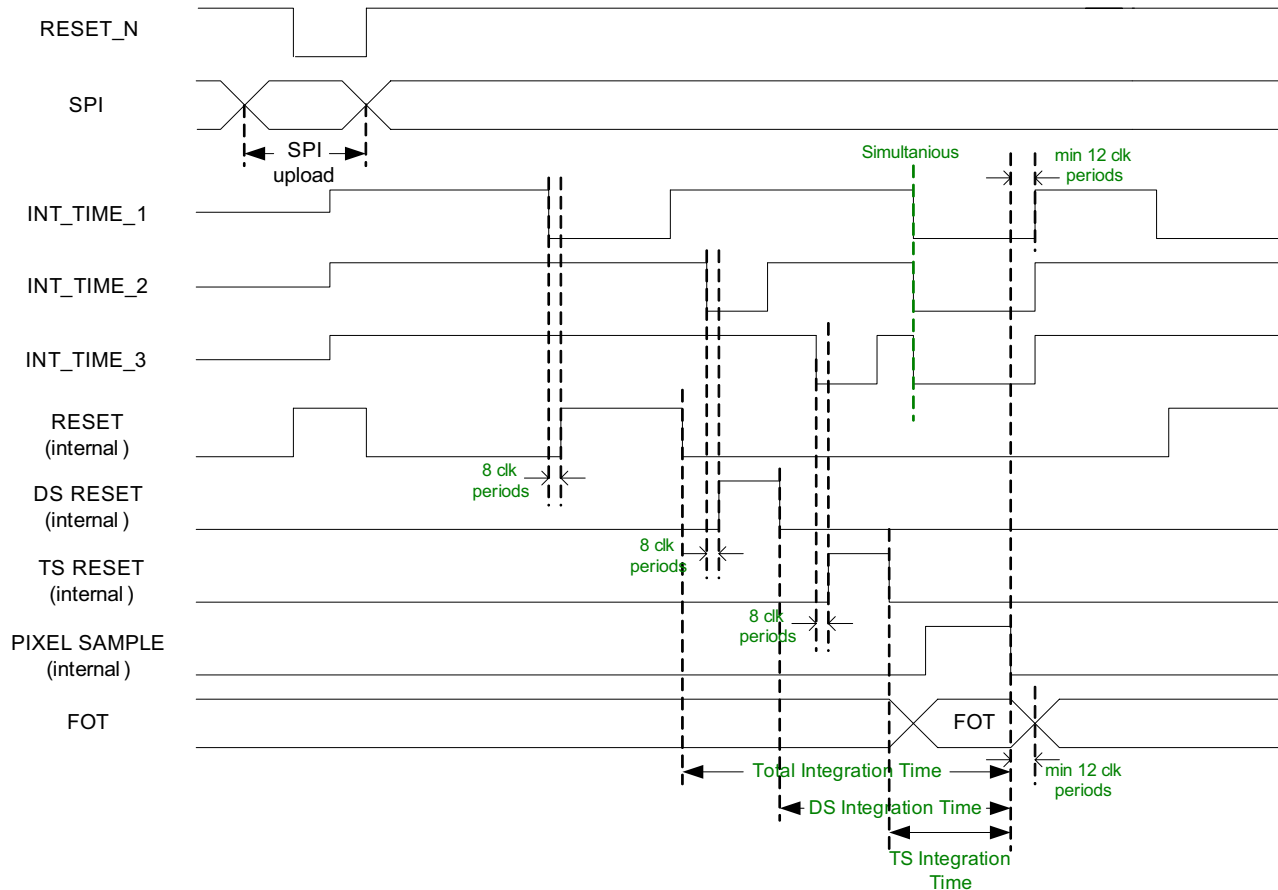 RESET_N
SPI
SPI
upload
Simultanious
min 12 clk
periods
INT_TIME_1
INT_TIME_2
INT_TIME_3
RESET
(internal )
8 clk
periods
DS RESET
(internal )
8 clk
periods
TS RESET
(internal )
8 clk
periods
PIXEL SAMPLE
(internal )
FOT
FOT
Total Integration Time
min 12 clk
periods
DS Integration Time
TS Integration
Time